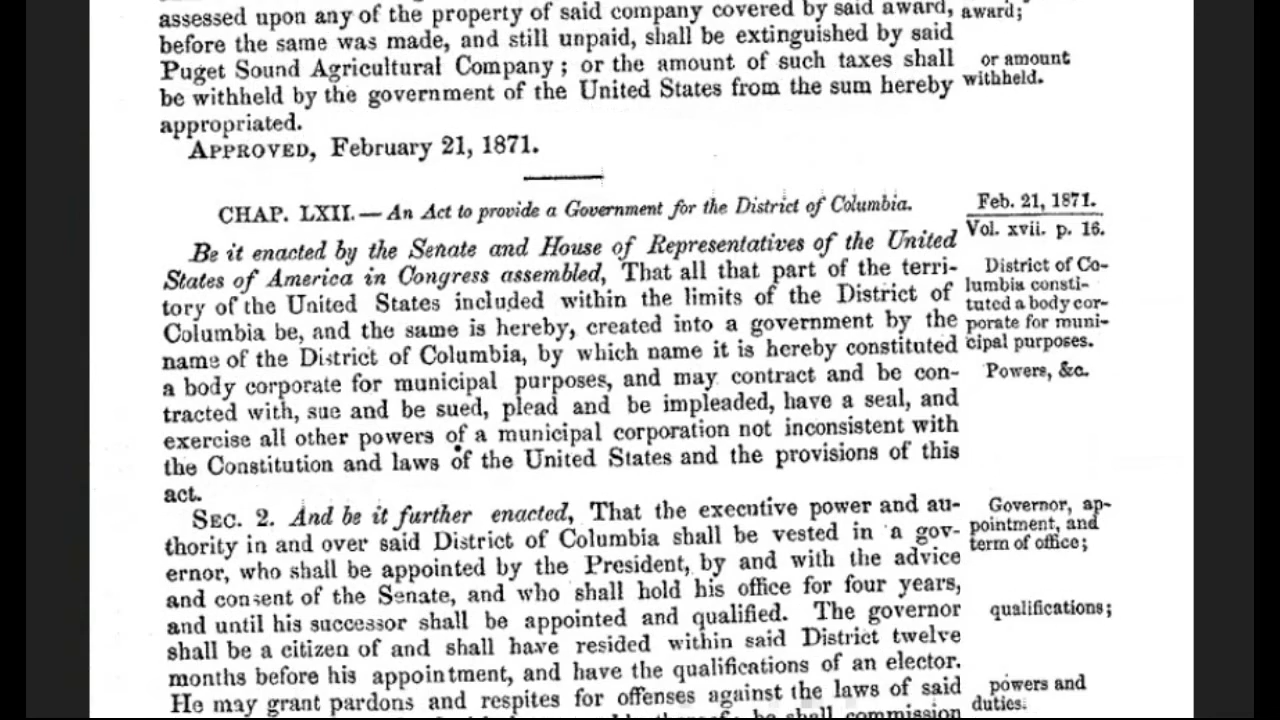 assessed upon any of the property of said company covered by said award,
award;
before the same was made, and still unpaid, shall be extinguished by said
Puget Sound Agricultural Company; or the amount of such taxes shall
or amount
be withheld by the government of the United States from the sum hereby
withheld.
appropriated.
APPROVED, February 21, 1871.
CHAP. LXII. — An Act to provide a Government for the District of Columbia.
Feb. 21, 1871.
Vol. xvii. p. 16.
Be it enacted by the Senate and House of Representatives of the United
States of America in Congress assembled, That all that part of the terri-
tory of the United States included within the limits of the District of
Columbia be, and the same is hereby, created into a government by the
name of the District of Columbia, by which name it is hereby constituted
a body corporate for municipal purposes, and may contract and be con-
tracted with, sue and be sued, plead and be impleaded, have a seal, and
exercise all other powers of a municipal corporation not inconsistent with
the Constitution and laws of the United States and the provisions of this
act.
District of Co-
lumbia consti-
tuted a body cor-
porate for muni-
cipal purposes.
Powers, &c.
SEC. 2. And be it further enacted, That the executive power and au-
thority in and over said District of Columbia shall be vested in a gov-
ernor, who shall be appointed by the President, by and with the advice
and consent of the Senate, and who shall hold his office for four years,
and until his successor shall be appointed and qualified. The governor
shall be a citizen of and shall have resided within said District twelve
months before his appointment, and have the qualifications of an elector.
He may grant pardons and respites for offenses against the laws of said
shall commission
Governor, ap-
pointment, and
term of office;
qualifications;
powers and
duties.